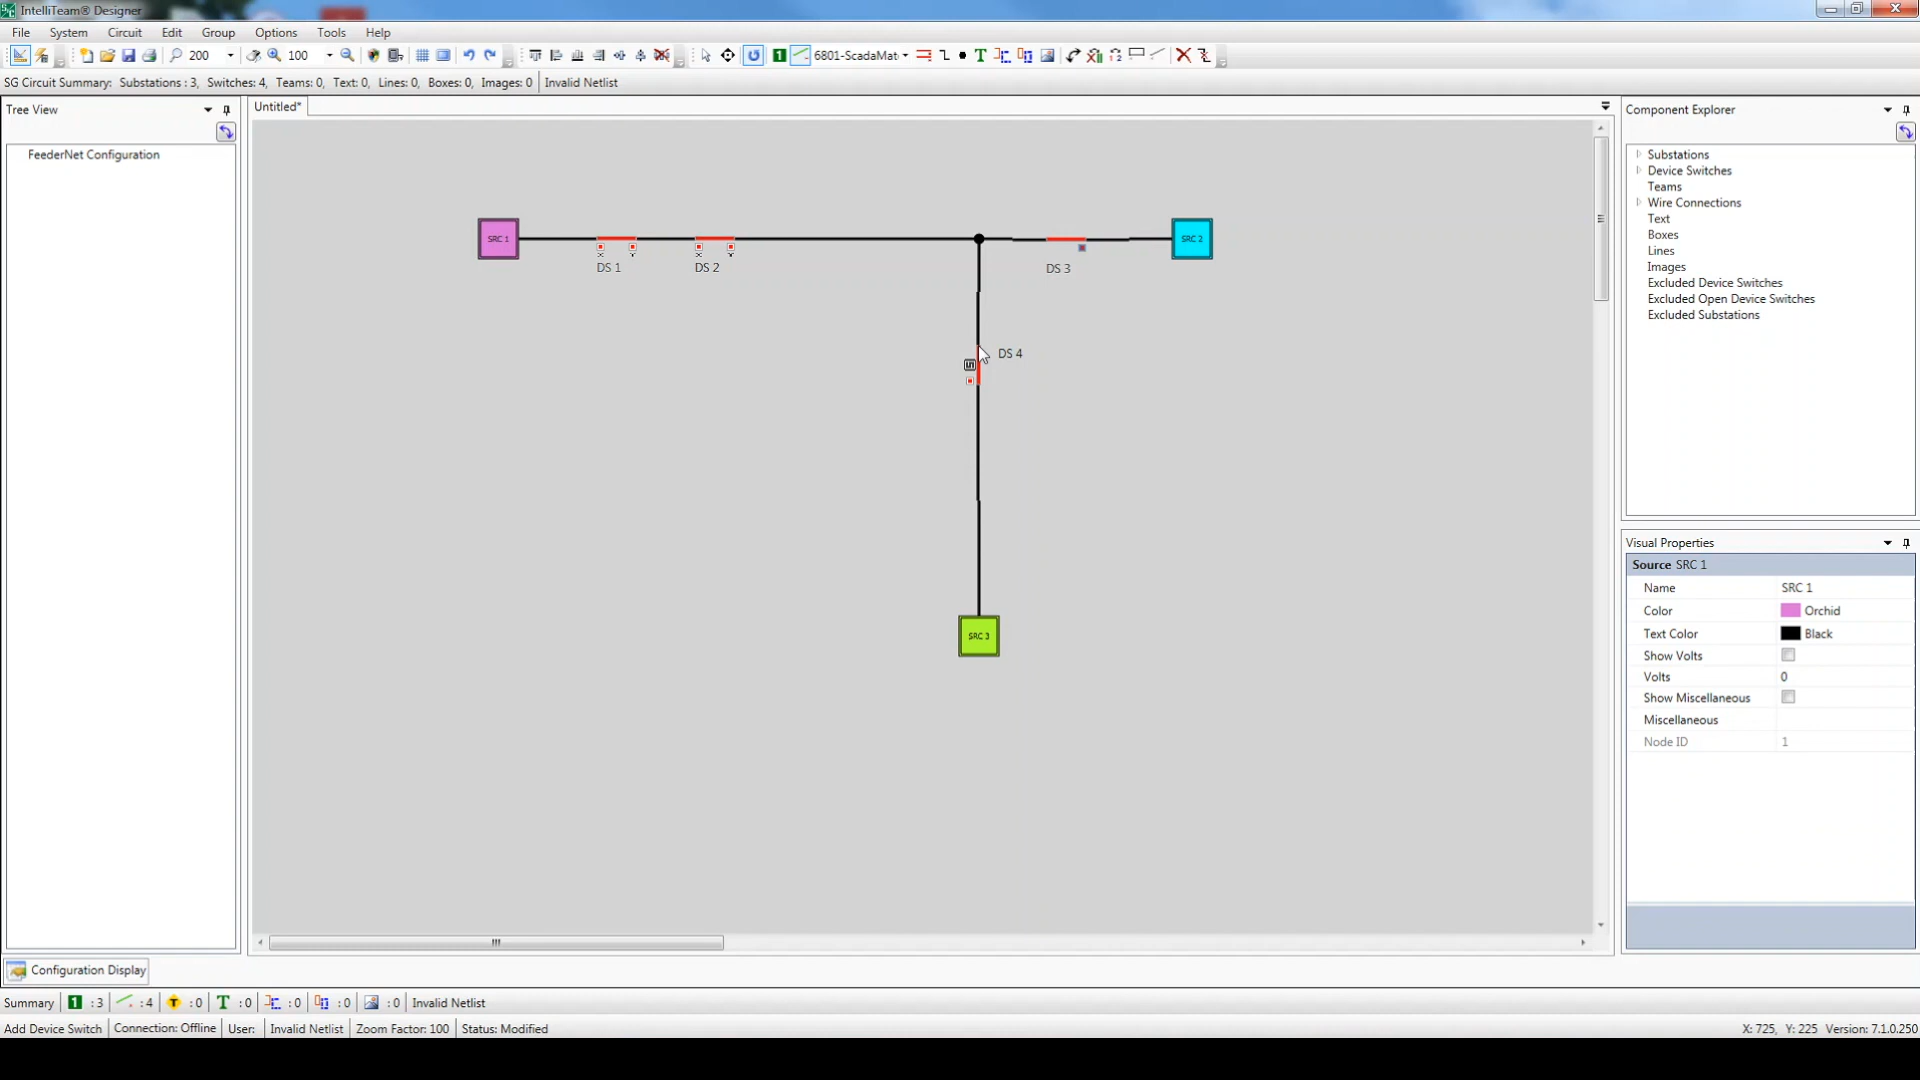 IntelliTeam® Designer
File System Circuit Edit Group Options Tools Help
200 100 1 6801-ScadaMat T
SG Circuit Summary: Substations : 3, Switches: 4, Teams: 0, Text: 0, Lines: 0, Boxes: 0, Images: 0 Invalid Netlist
Tree View
FeederNet Configuration
Untitled*
SRC 1
DS 1
X Y
DS 2
X Y
DS 3
SRC 2
DS 4
SRC 3
Component Explorer
Substations
Device Switches
Teams
Wire Connections
Text
Boxes
Lines
Images
Excluded Device Switches
Excluded Open Device Switches
Excluded Substations
Visual Properties
Source SRC 1
Name SRC 1
Color Orchid
Text Color Black
Show Volts
Volts 0
Show Miscellaneous
Miscellaneous
Node ID 1
Configuration Display
Summary 1 :3 :4 T :0 T :0 :0 :0 :0 Invalid Netlist
Add Device Switch Connection: Offline User: Invalid Netlist Zoom Factor: 100 Status: Modified X: 725, Y: 225 Version: 7.1.0.250